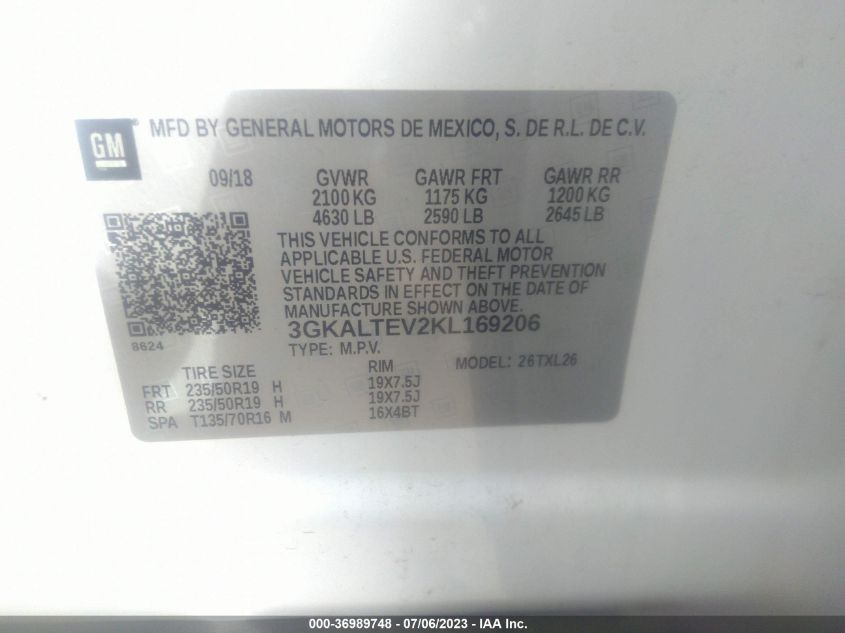 GM ® MFD BY GENERAL MOTORS DE MEXICO, S. DE R.L. DE C.V.
09/18 GVWR GAWR FRT GAWR RR
2100 KG 1175 KG 1200 KG
4630 LB 2590 LB 2645 LB
THIS VEHICLE CONFORMS TO ALL
APPLICABLE U.S. FEDERAL MOTOR
VEHICLE SAFETY AND THEFT PREVENTION
STANDARDS IN EFFECT ON THE DATE OF
MANUFACTURE SHOWN ABOVE.
3GKALTEV2KL169206
8624
TYPE: M.P.V. MODEL: 26TXL26
TIRE SIZE RIM
FRT 235/50R19 H 19X7.5J
RR 235/50R19 H 19X7.5J
SPA T135/70R16 M 16X4BT
000-36989748 - 07/06/2023 - IAA Inc.